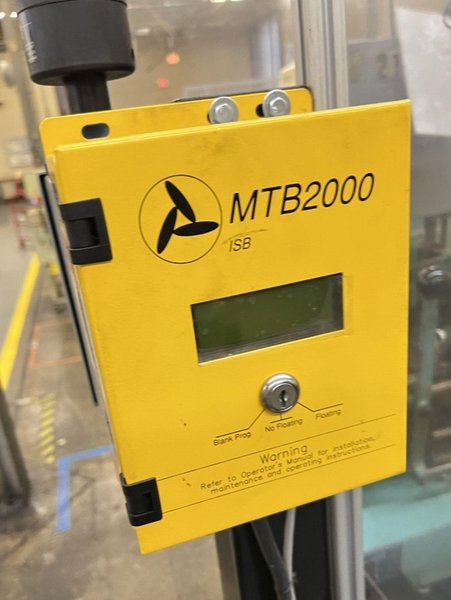 MTB2000
ISB
Blank Prog.
No Floating
Floating
Warning
Refer to Operator's Manual for installation,
maintenance and operating instructions.